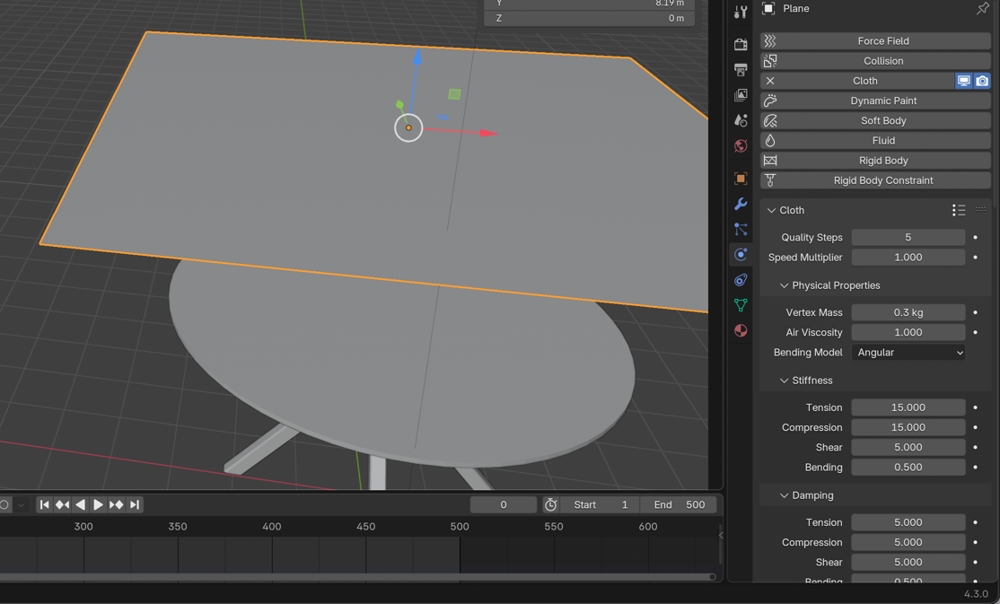 Plane
Y 8.19 m
Z 0 m
Force Field
Collision
Cloth
Dynamic Paint
Soft Body
Fluid
Rigid Body
Rigid Body Constraint
Cloth
Quality Steps 5
Speed Multiplier 1.000
Physical Properties
Vertex Mass 0.3 kg
Air Viscosity 1.000
Bending Model Angular
Stiffness
Tension 15.000
Compression 15.000
Shear 5.000
Bending 0.500
Damping
Tension 5.000
Compression 5.000
Shear 5.000
Bending 0.500
0 Start 1 End 500
300 350 400 450 500 550 600
4.3.0